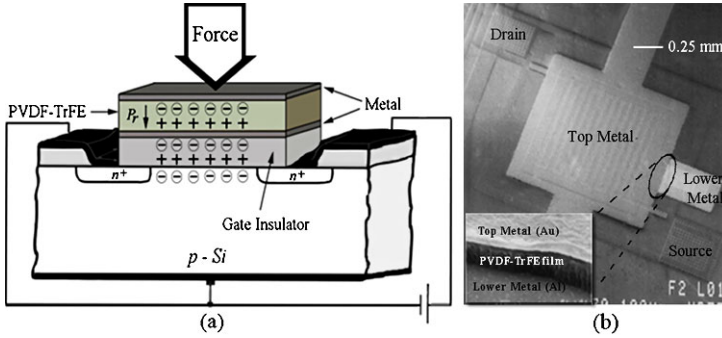 Force
PVDF-TrFE
Pr
Metal
n+
n+
Gate Insulator
p - Si
(a)
Drain
0.25 mm
Top Metal
Lower
Metal
Source
Top Metal (Au)
PVDF-TrFE film
Lower Metal (Al)
F2 L01
(b)